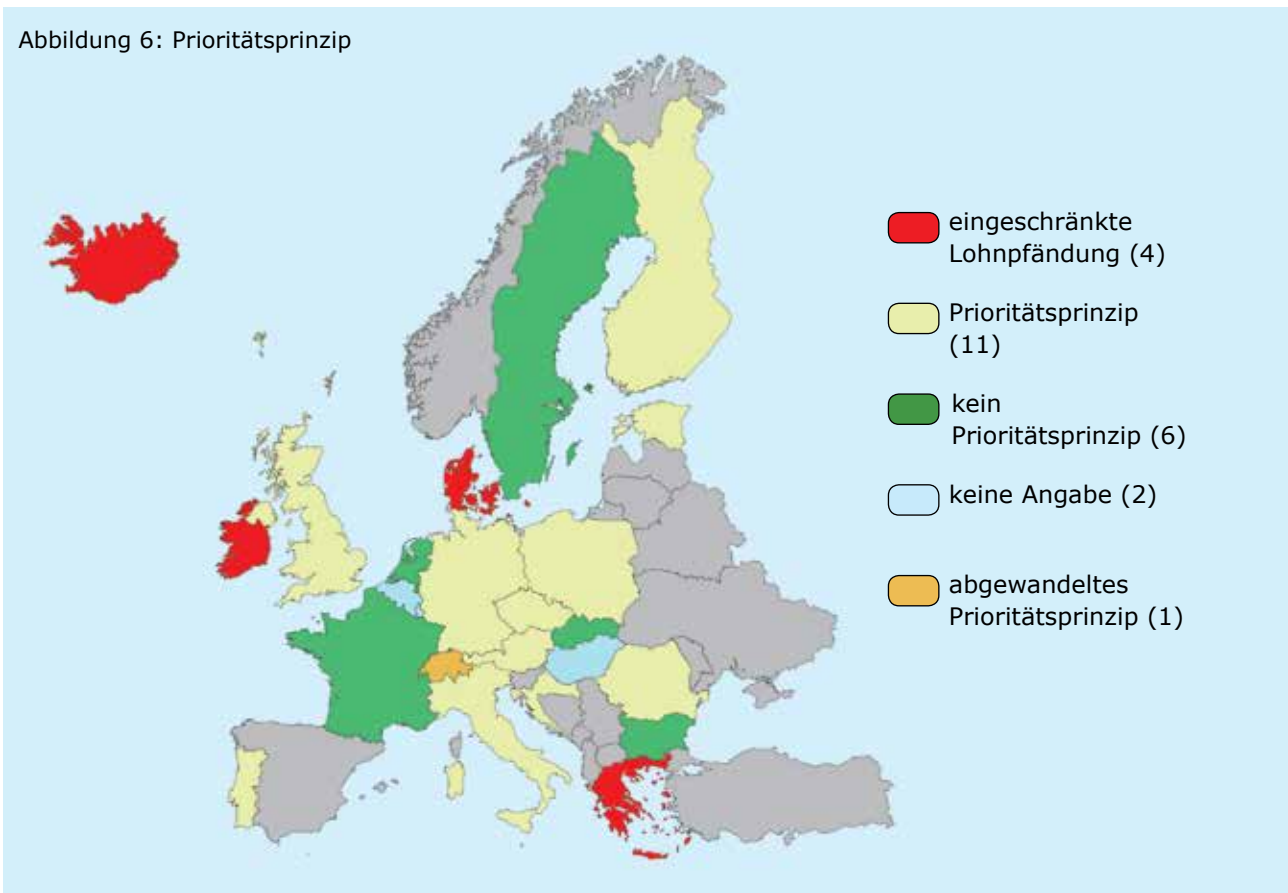 Abbildung 6: Prioritätsprinzip
eingeschränkte
Lohnpfändung (4)
Prioritätsprinzip
(11)
kein
Prioritätsprinzip (6)
keine Angabe (2)
abgewandeltes
Prioritätsprinzip (1)